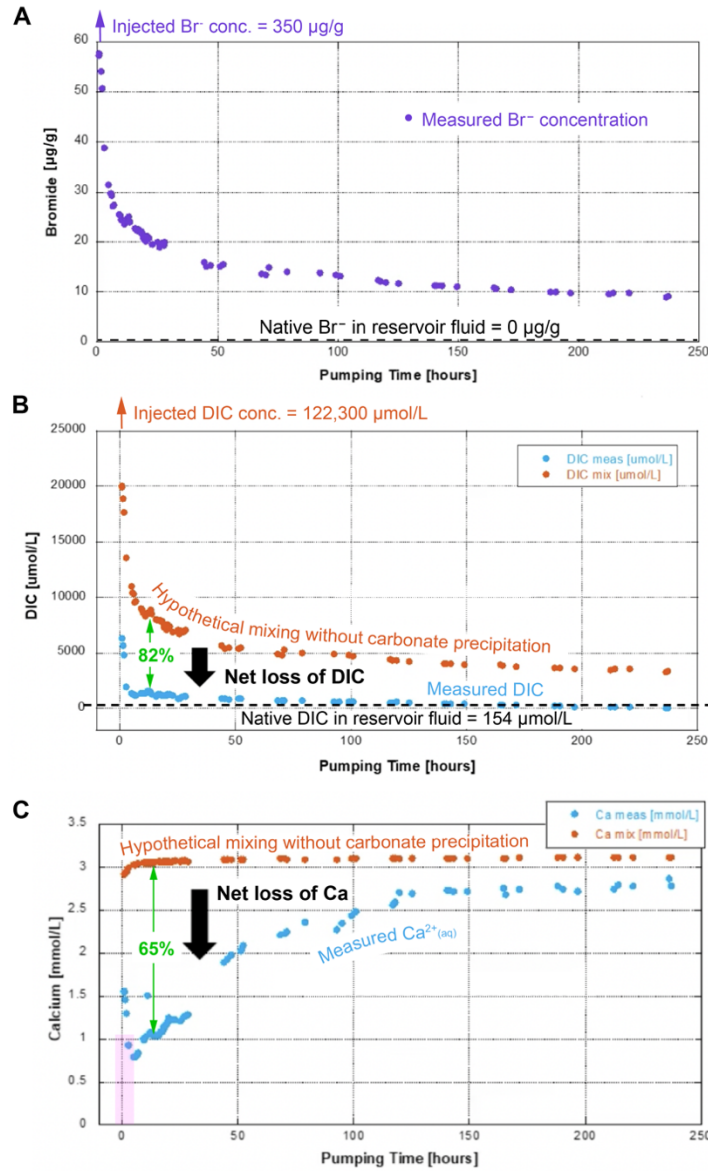 A
Injected Br⁻ conc. = 350 µg/g
60
50
40
30
20
10
0
Bromide [µg/g]
Measured Br⁻ concentration
Native Br⁻ in reservoir fluid = 0 µg/g
0 50 100 150 200 250
Pumping Time [hours]
B
Injected DIC conc. = 122,300 µmol/L
25000
20000
15000
10000
5000
0
DIC [umol/L]
DIC meas [umol/L]
DIC mix [umol/L]
Hypothetical mixing without carbonate precipitation
82%
Net loss of DIC
Measured DIC
Native DIC in reservoir fluid = 154 µmol/L
0 50 100 150 200 250
Pumping Time [hours]
C
Ca meas [mmol/L]
Ca mix [mmol/L]
3.5
3
2.5
2
1.5
1
0.5
0
Calcium [mmol/L]
Hypothetical mixing without carbonate precipitation
Net loss of Ca
65%
Measured Ca²⁺(aq)
0 50 100 150 200 250
Pumping Time [hours]